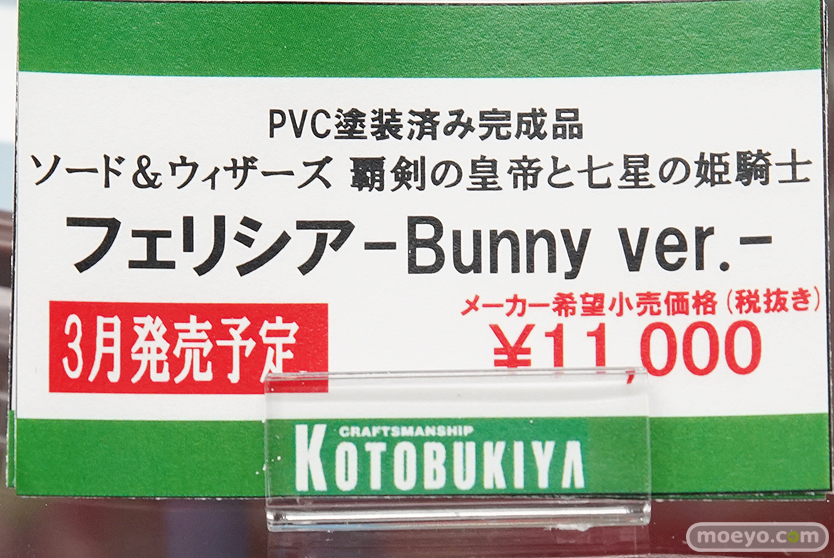 PVC塗装済み完成品
ソード＆ウィザーズ 覇剣の皇帝と七星の姫騎士
フェリシア-Bunny ver.-
メーカー希望小売価格（税抜き）
3月発売予定
¥11,000
CRAFTSMANSHIP
KOTOBUKIYA
moeyo.com